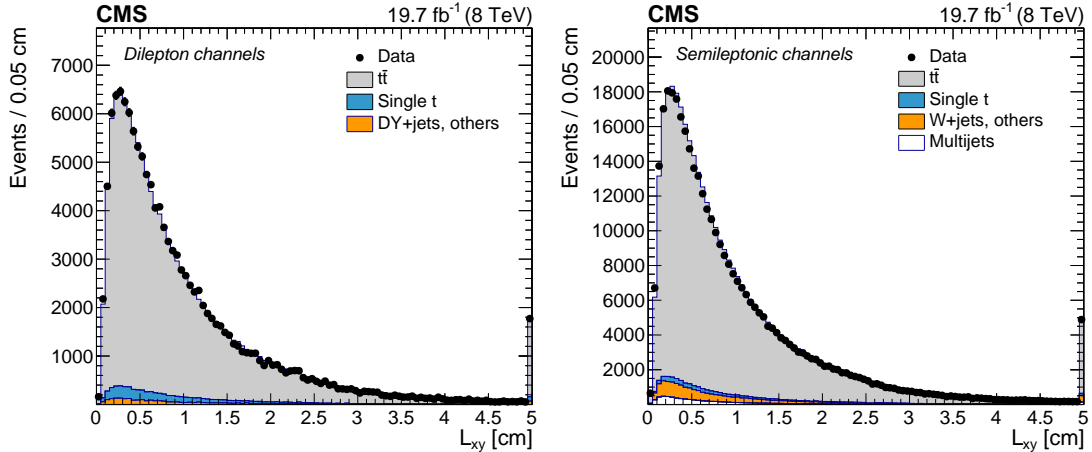 CMS 19.7 fb-1 (8 TeV)
Dilepton channels
Data
tt̄
Single t
DY+jets, others
Events / 0.05 cm
7000
6000
5000
4000
3000
2000
1000
0 0.5 1 1.5 2 2.5 3 3.5 4 4.5 5
Lxy [cm]
CMS 19.7 fb-1 (8 TeV)
Semileptonic channels
Data
tt̄
Single t
W+jets, others
Multijets
Events / 0.05 cm
20000
18000
16000
14000
12000
10000
8000
6000
4000
2000
0 0.5 1 1.5 2 2.5 3 3.5 4 4.5 5
Lxy [cm]